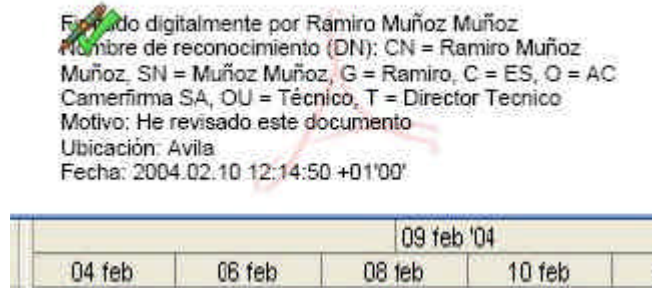 Firmado digitalmente por Ramiro Muñoz Muñoz
Nombre de reconocimiento (DN): CN = Ramiro Muñoz
Muñoz, SN = Muñoz Muñoz, G = Ramiro, C = ES, O = AC
Camerfirma SA, OU = Técnico, T = Director Tecnico
Motivo: He revisado este documento
Ubicación: Avila
Fecha: 2004.02.10 12:14:50 +01'00'
09 feb '04
04 feb 06 feb 08 feb 10 feb